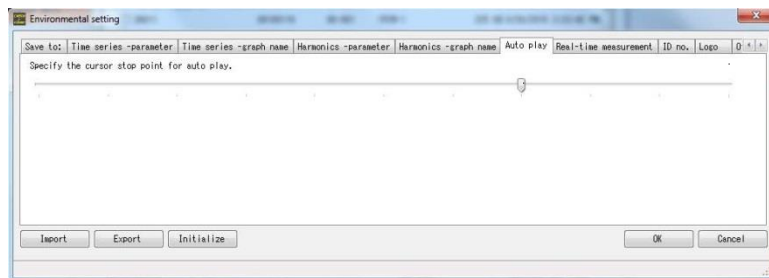 Environmental setting
Save to: Time series -parameter Time series -graph name Harmonics -parameter Harmonics -graph name Auto play Real-time measurement ID no. Logo
Specify the cursor stop point for auto play.
Import Export Initialize OK Cancel